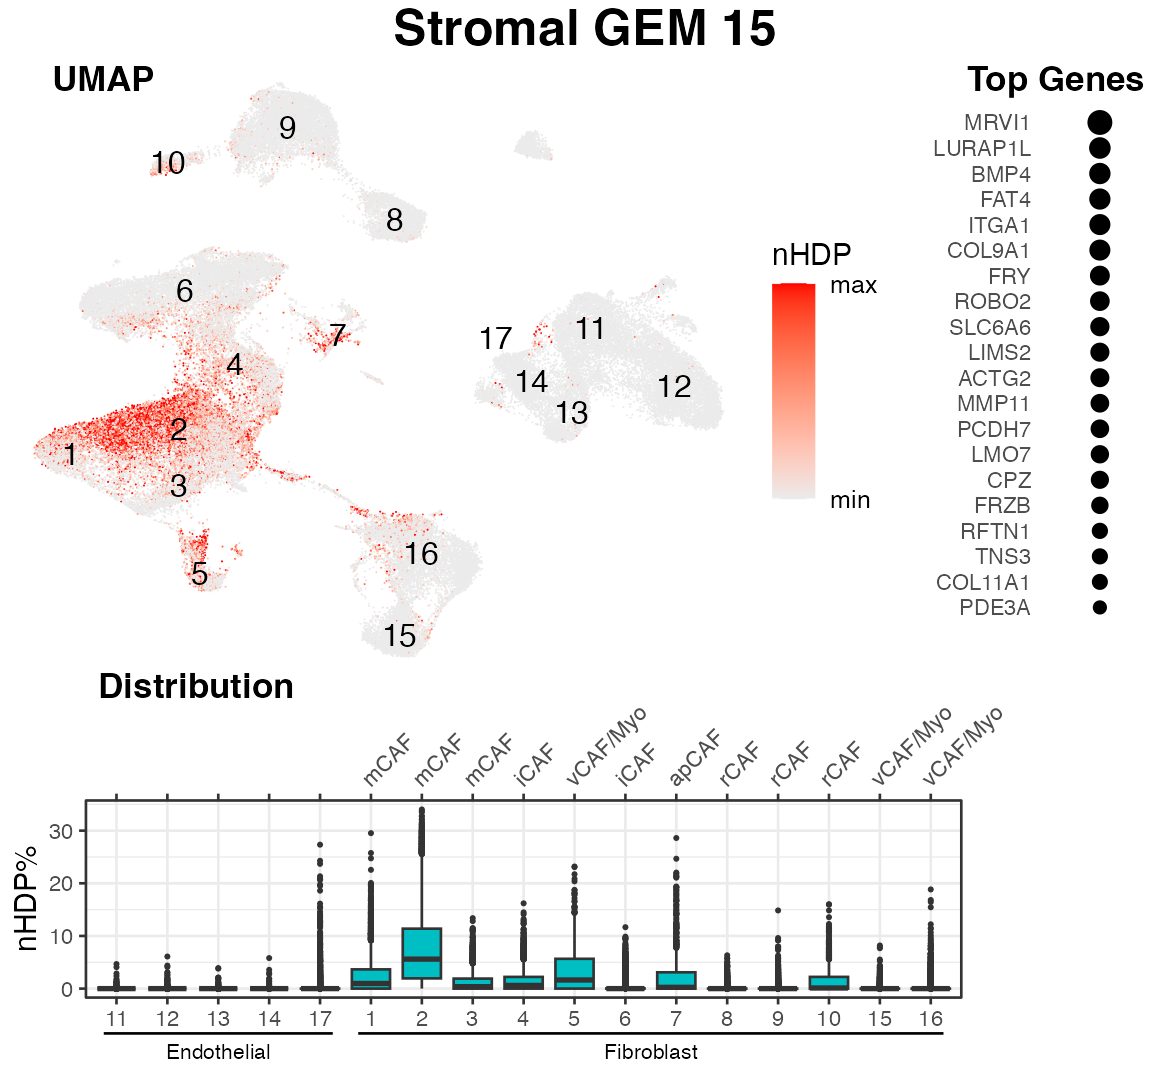 Stromal GEM 15
UMAP
9
10
8
6
7
4
2
1
3
5
16
15
17
11
14
12
13
nHDP
max
min
Top Genes
MRVI1
LURAP1L
BMP4
FAT4
ITGA1
COL9A1
FRY
ROBO2
SLC6A6
LIMS2
ACTG2
MMP11
PCDH7
LMO7
CPZ
FRZB
RFTN1
TNS3
COL11A1
PDE3A
Distribution
mCAF
mCAF
mCAF
iCAF
vCAF/Myo
iCAF
apCAF
rCAF
rCAF
rCAF
vCAF/Myo
vCAF/Myo
nHDP%
30
20
10
0
11 12 13 14 17 1 2 3 4 5 6 7 8 9 10 15 16
Endothelial Fibroblast